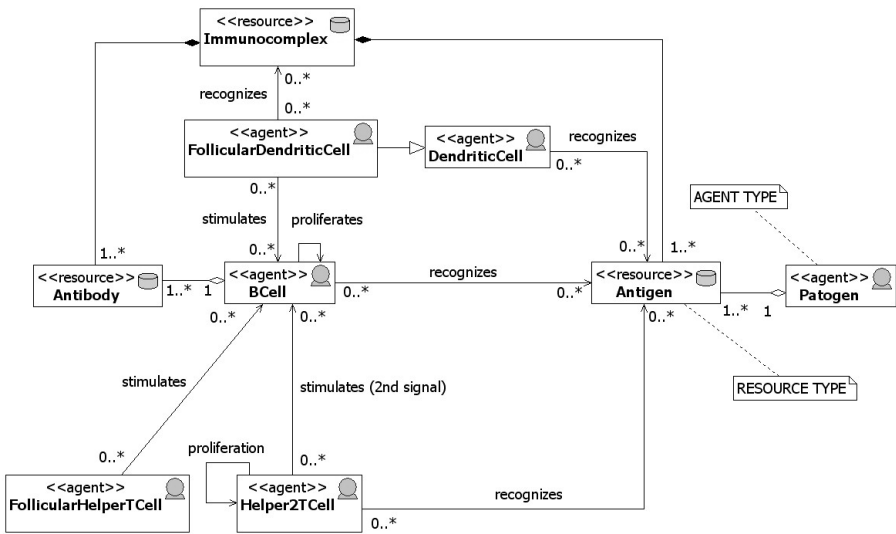 <<resource>>
Immunocomplex
0..*
recognizes
0..*
<<agent>>
FollicularDendriticCell
<<agent>>
DendriticCell
recognizes
0..*
0..*
AGENT TYPE
stimulates
proliferates
0..*
0..*
1..*
1..*
<<resource>>
Antibody
1..*
1
<<agent>>
BCell
recognizes
0..*
0..*
<<resource>>
Antigen
1..*
1
<<agent>>
Patogen
0..*
0..*
0..*
stimulates
stimulates (2nd signal)
RESOURCE TYPE
proliferation
0..*
0..*
<<agent>>
FollicularHelperTCell
<<agent>>
Helper2TCell
recognizes
0..*